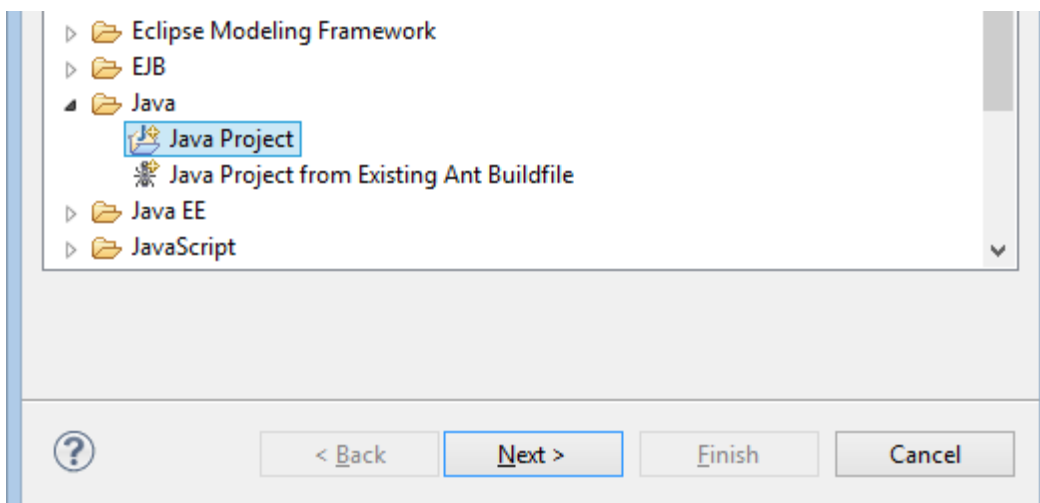 Eclipse Modeling Framework
EJB
Java
Java Project
Java Project from Existing Ant Buildfile
Java EE
JavaScript
?
< Back
Next >
Finish
Cancel